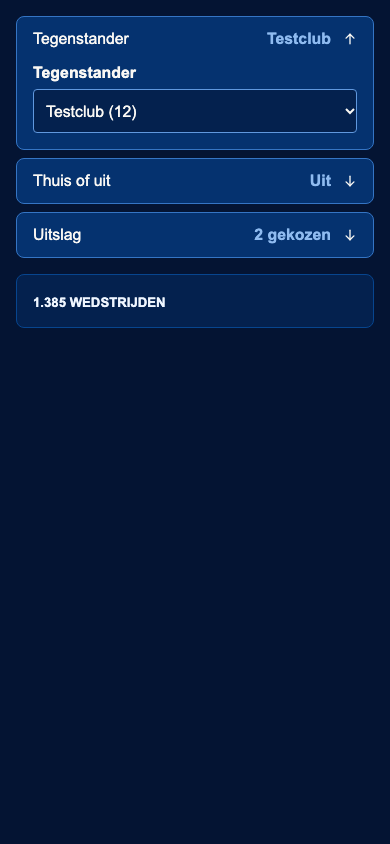 Tegenstander Testclub ↑
Tegenstander
Testclub (12)
Thuis of uit Uit ↓
Uitslag 2 gekozen ↓
1.385 WEDSTRIJDEN